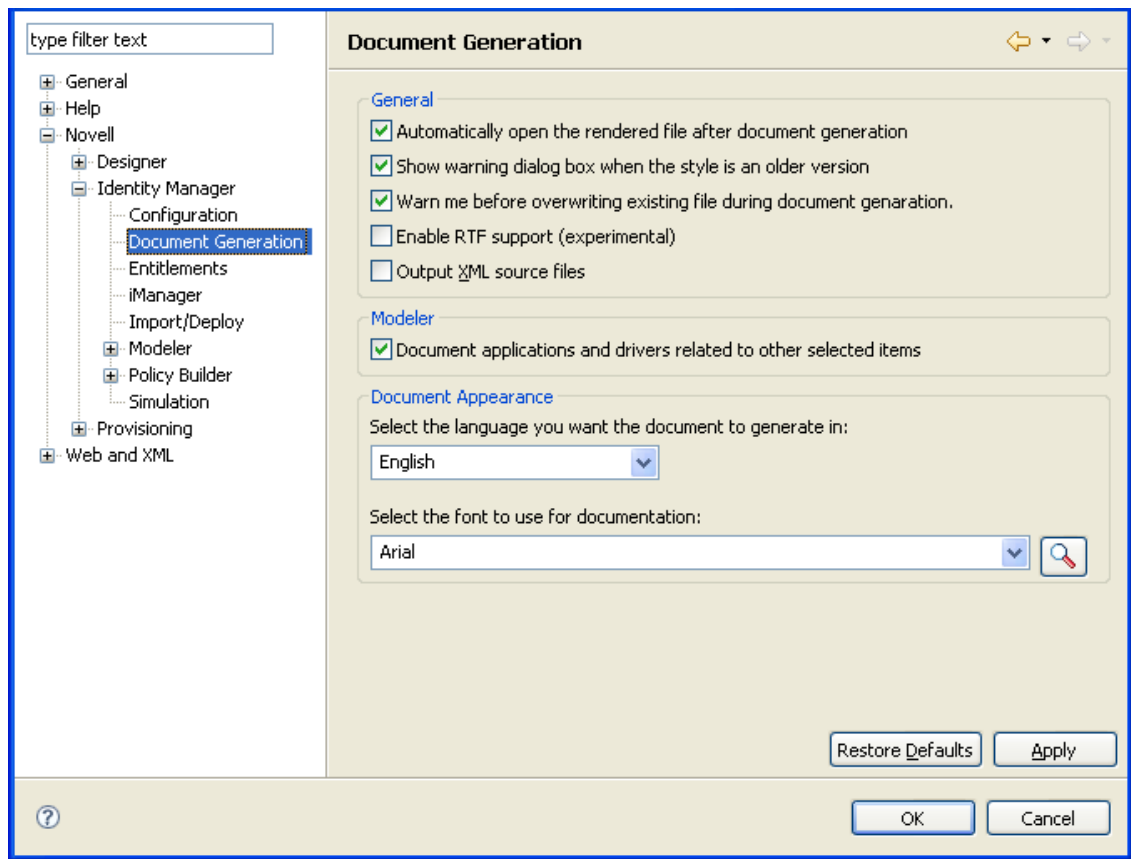 type filter text
General
Help
Novell
Designer
Identity Manager
Configuration
Document Generation
Entitlements
iManager
Import/Deploy
Modeler
Policy Builder
Simulation
Provisioning
Web and XML
Document Generation
General
Automatically open the rendered file after document generation
Show warning dialog box when the style is an older version
Warn me before overwriting existing file during document genaration.
Enable RTF support (experimental)
Output XML source files
Modeler
Document applications and drivers related to other selected items
Document Appearance
Select the language you want the document to generate in:
English
Select the font to use for documentation:
Arial
Restore Defaults
Apply
?
OK
Cancel